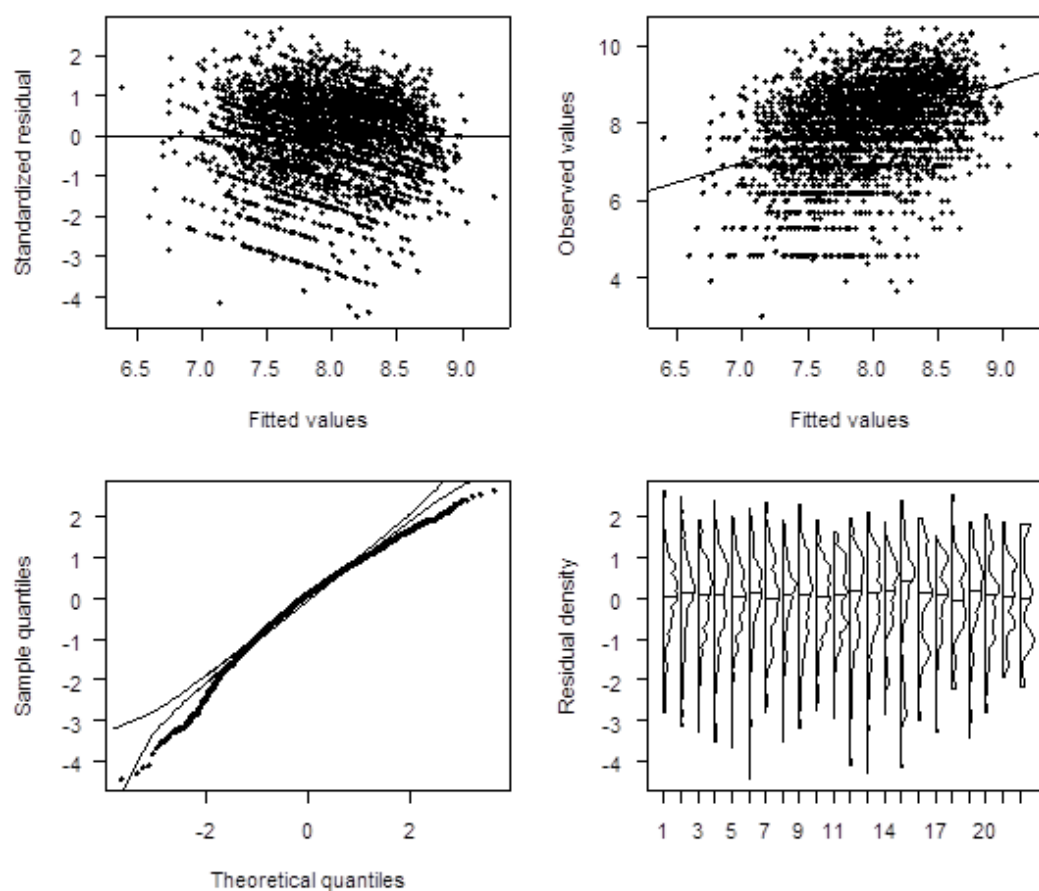 Standardized residual
2
1
0
-1
-2
-3
-4
6.5 7.0 7.5 8.0 8.5 9.0
Fitted values
Observed values
10
8
6
4
6.5 7.0 7.5 8.0 8.5 9.0
Fitted values
Sample quantiles
2
1
0
-1
-2
-3
-4
-2 0 2
Theoretical quantiles
Residual density
2
1
0
-1
-2
-3
-4
1 3 5 7 9 11 14 17 20